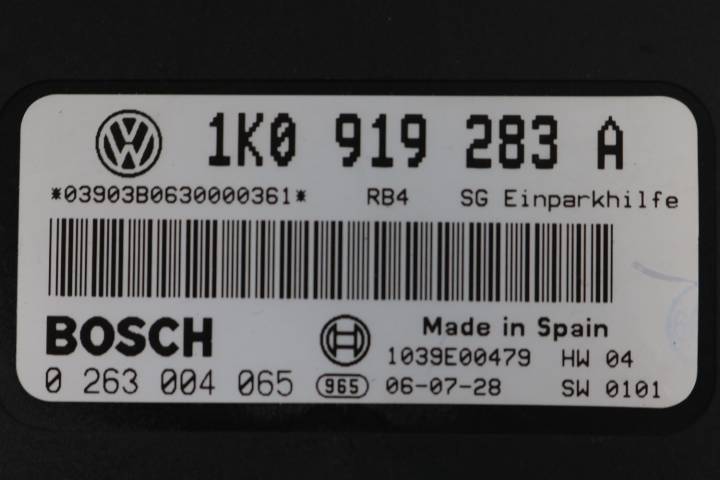 1K0 919 283 A
*03903B0630000361* RB4 SG Einparkhilfe
BOSCH
Made in Spain
1039E00479 HW 04
0 263 004 065 965 06-07-28 SW 0101